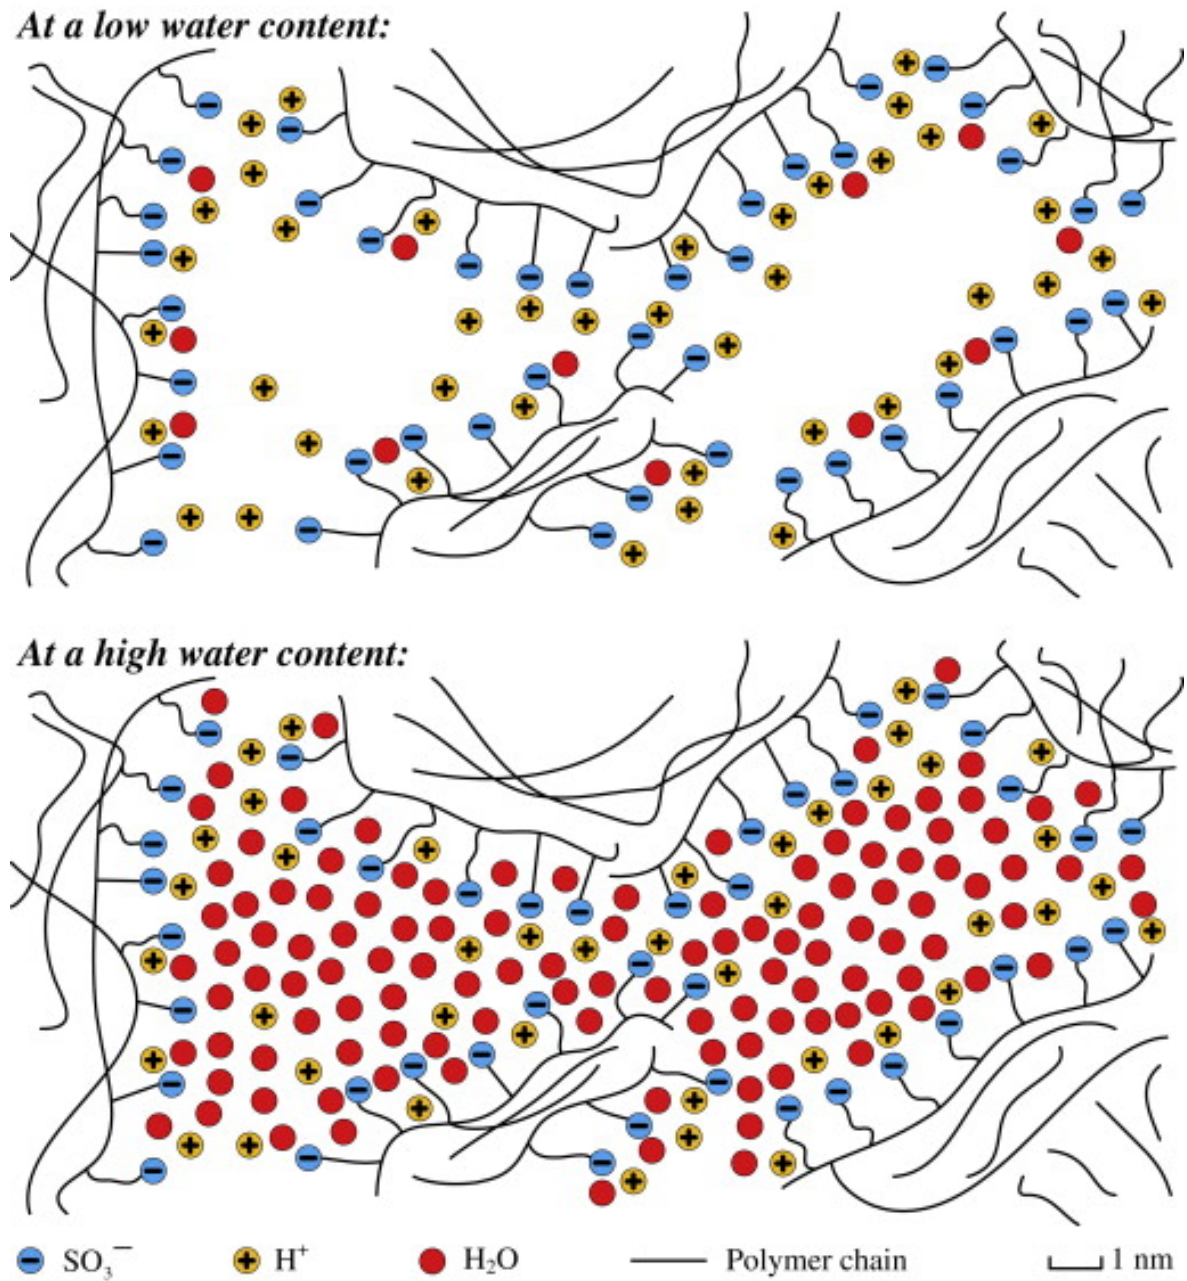 At a low water content:
At a high water content:
SO₃⁻ H⁺ H₂O Polymer chain 1 nm